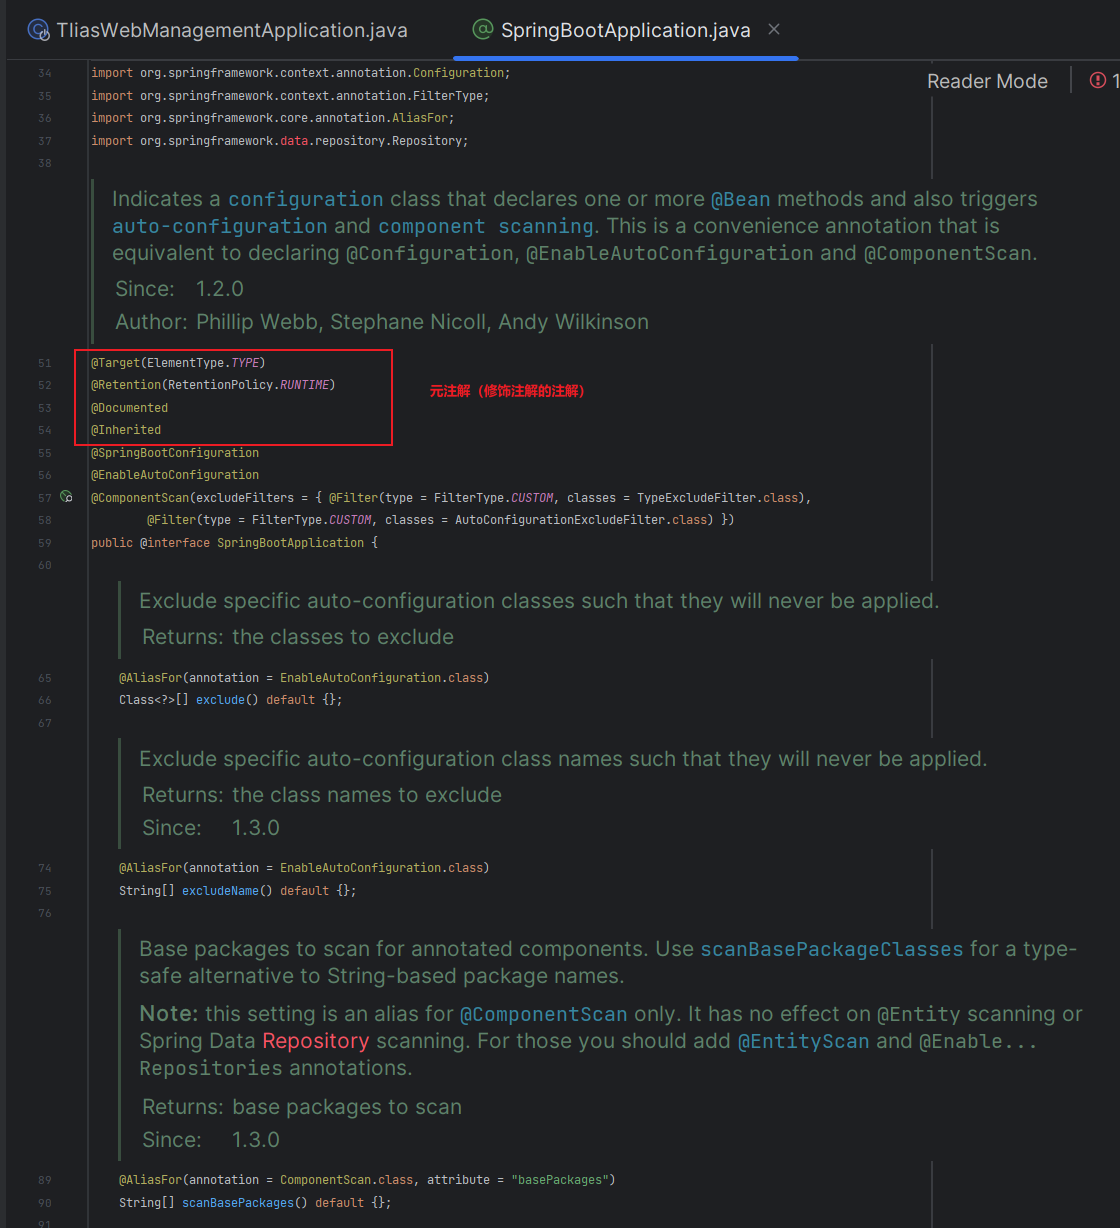 TliasWebManagementApplication.java
SpringBootApplication.java
Reader Mode
1
34 import org.springframework.context.annotation.Configuration;
35 import org.springframework.context.annotation.FilterType;
36 import org.springframework.core.annotation.AliasFor;
37 import org.springframework.data.repository.Repository;
38
Indicates a configuration class that declares one or more @Bean methods and also triggers
auto-configuration and component scanning. This is a convenience annotation that is
equivalent to declaring @Configuration, @EnableAutoConfiguration and @ComponentScan.
Since: 1.2.0
Author: Phillip Webb, Stephane Nicoll, Andy Wilkinson
51 @Target(ElementType.TYPE)
52 @Retention(RetentionPolicy.RUNTIME)
元注解（修饰注解的注解）
53 @Documented
54 @Inherited
55 @SpringBootConfiguration
56 @EnableAutoConfiguration
57 @ComponentScan(excludeFilters = { @Filter(type = FilterType.CUSTOM, classes = TypeExcludeFilter.class),
58 @Filter(type = FilterType.CUSTOM, classes = AutoConfigurationExcludeFilter.class) })
59 public @interface SpringBootApplication {
60
Exclude specific auto-configuration classes such that they will never be applied.
Returns: the classes to exclude
65 @AliasFor(annotation = EnableAutoConfiguration.class)
66 Class<?>[] exclude() default {};
67
Exclude specific auto-configuration class names such that they will never be applied.
Returns: the class names to exclude
Since: 1.3.0
74 @AliasFor(annotation = EnableAutoConfiguration.class)
75 String[] excludeName() default {};
76
Base packages to scan for annotated components. Use scanBasePackageClasses for a type-
safe alternative to String-based package names.
Note: this setting is an alias for @ComponentScan only. It has no effect on @Entity scanning or
Spring Data Repository scanning. For those you should add @EntityScan and @Enable...
Repositories annotations.
Returns: base packages to scan
Since: 1.3.0
89 @AliasFor(annotation = ComponentScan.class, attribute = "basePackages")
90 String[] scanBasePackages() default {};
91